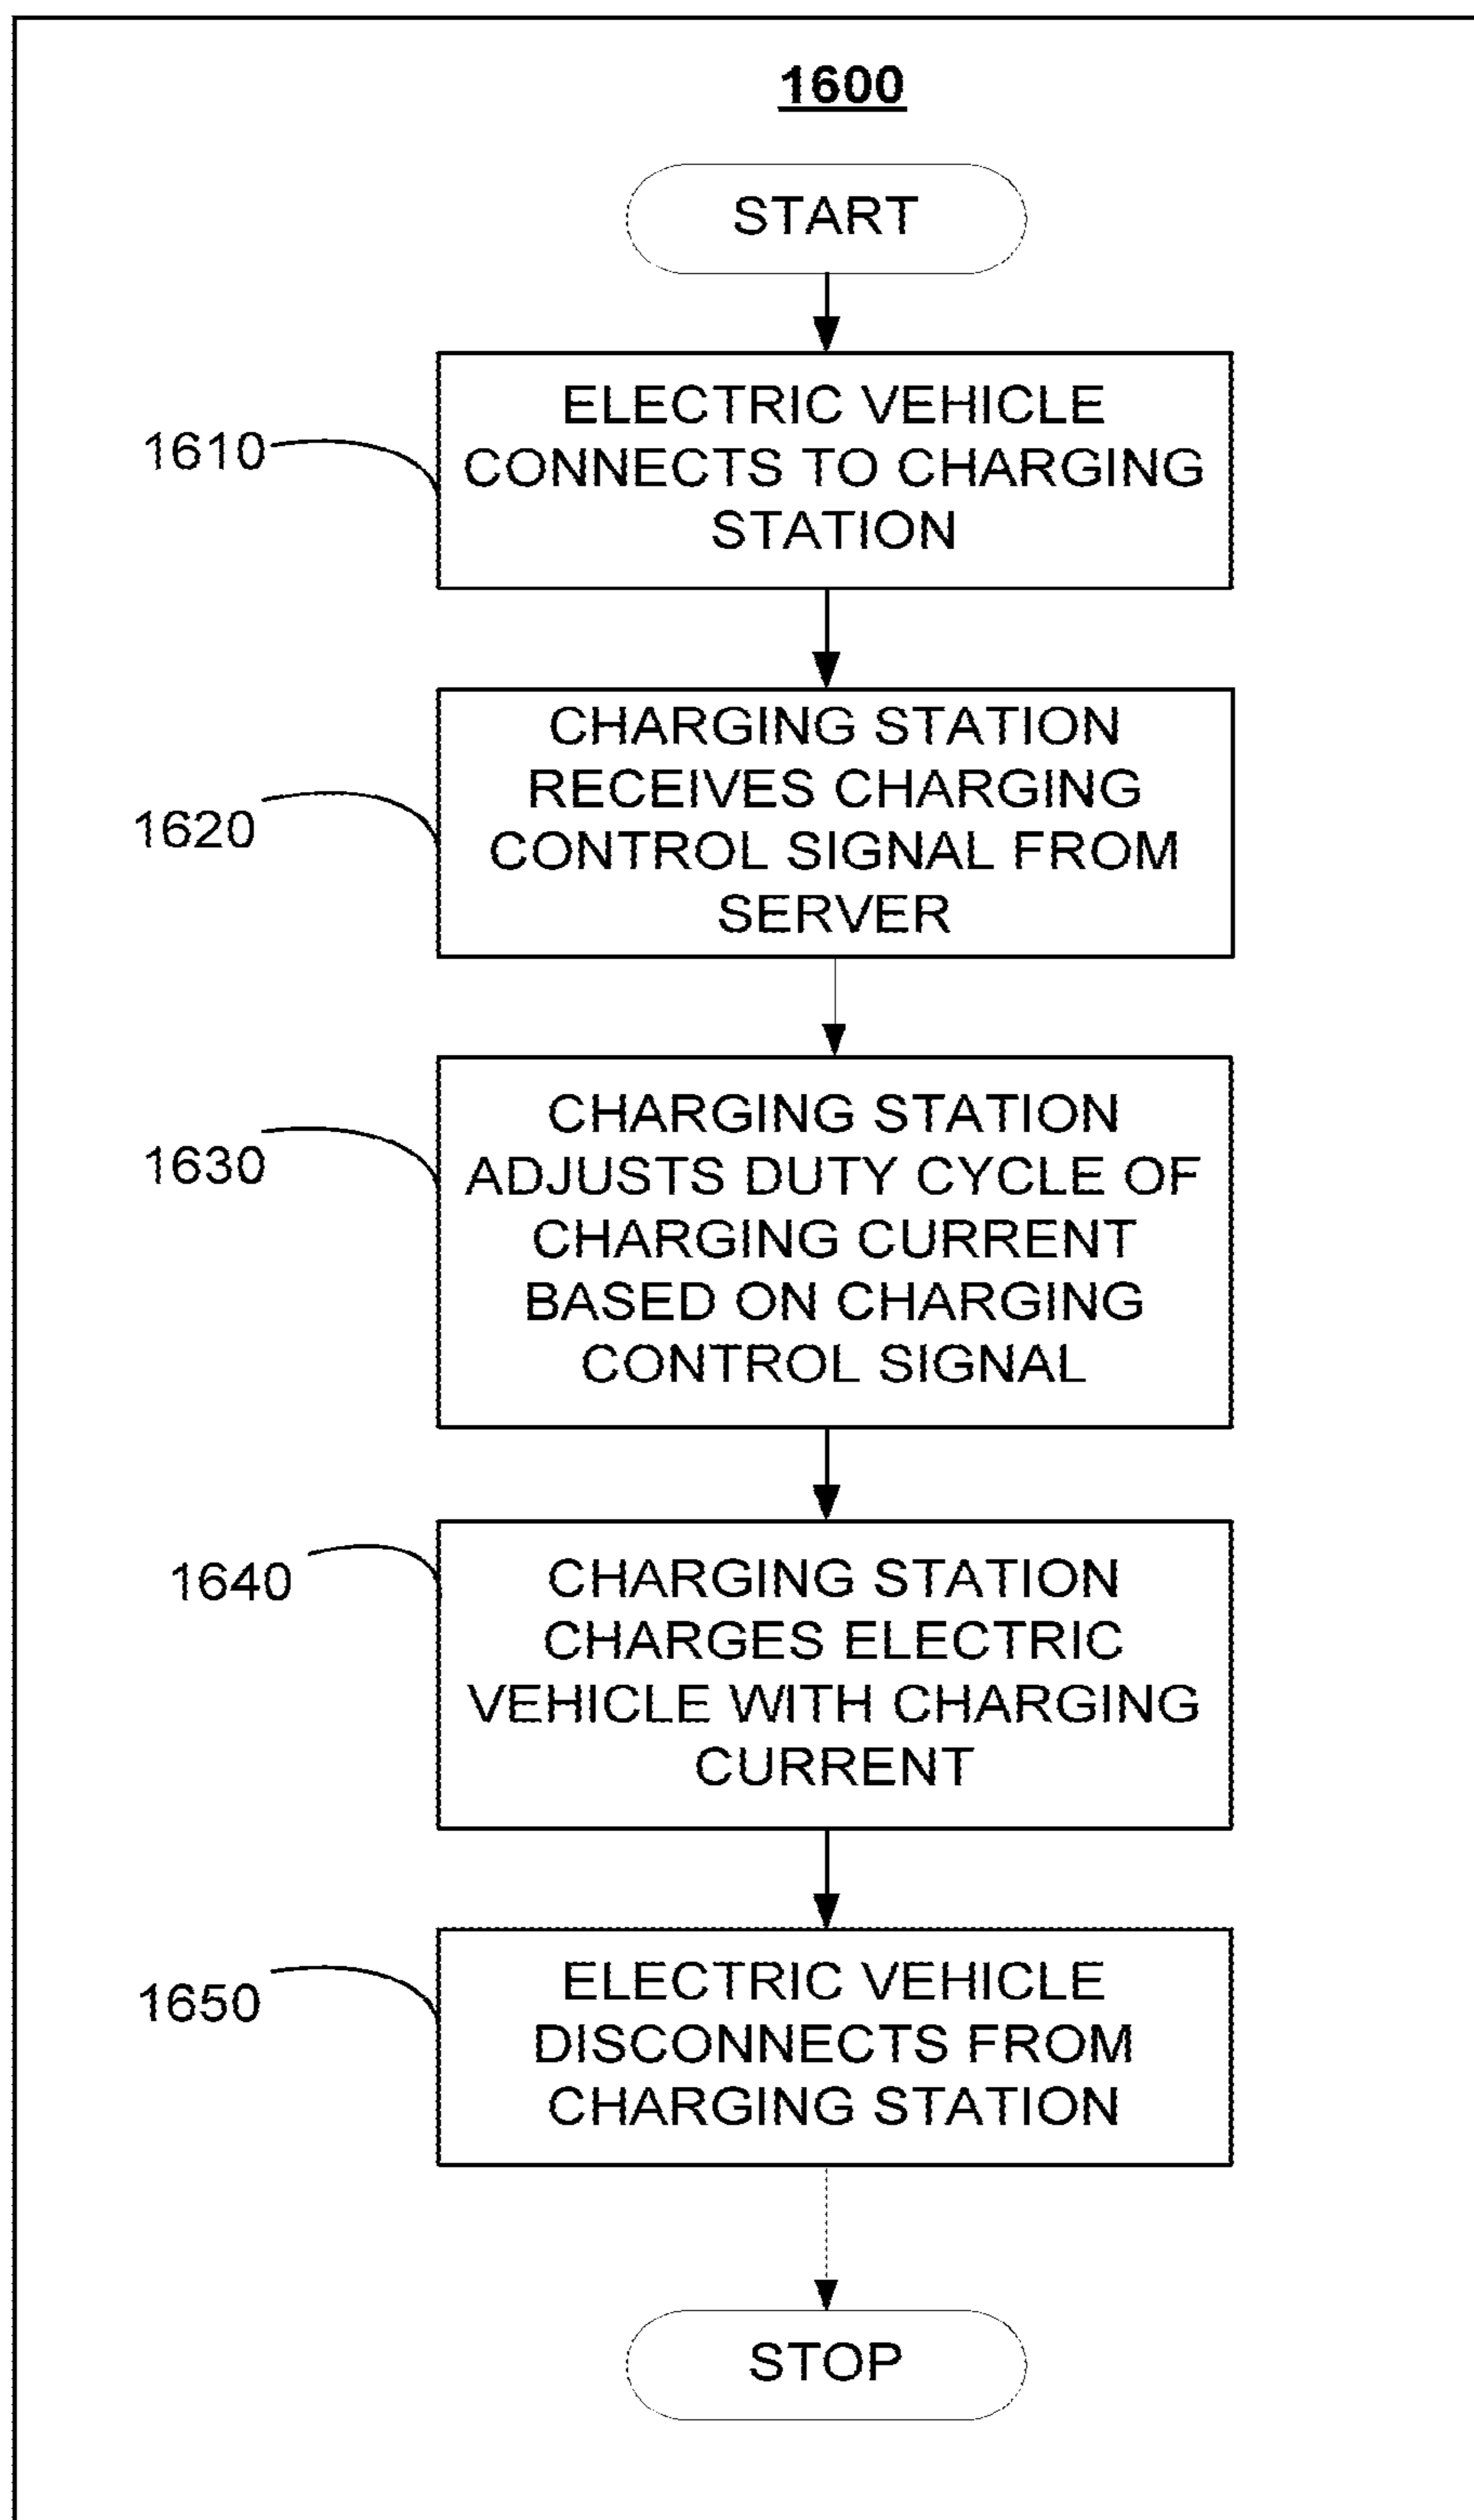 1600
START
1610
ELECTRIC VEHICLE
CONNECTS TO CHARGING
STATION
1620
CHARGING STATION
RECEIVES CHARGING
CONTROL SIGNAL FROM
SERVER
1630
CHARGING STATION
ADJUSTS DUTY CYCLE OF
CHARGING CURRENT
BASED ON CHARGING
CONTROL SIGNAL
1640
CHARGING STATION
CHARGES ELECTRIC
VEHICLE WITH CHARGING
CURRENT
1650
ELECTRIC VEHICLE
DISCONNECTS FROM
CHARGING STATION
STOP